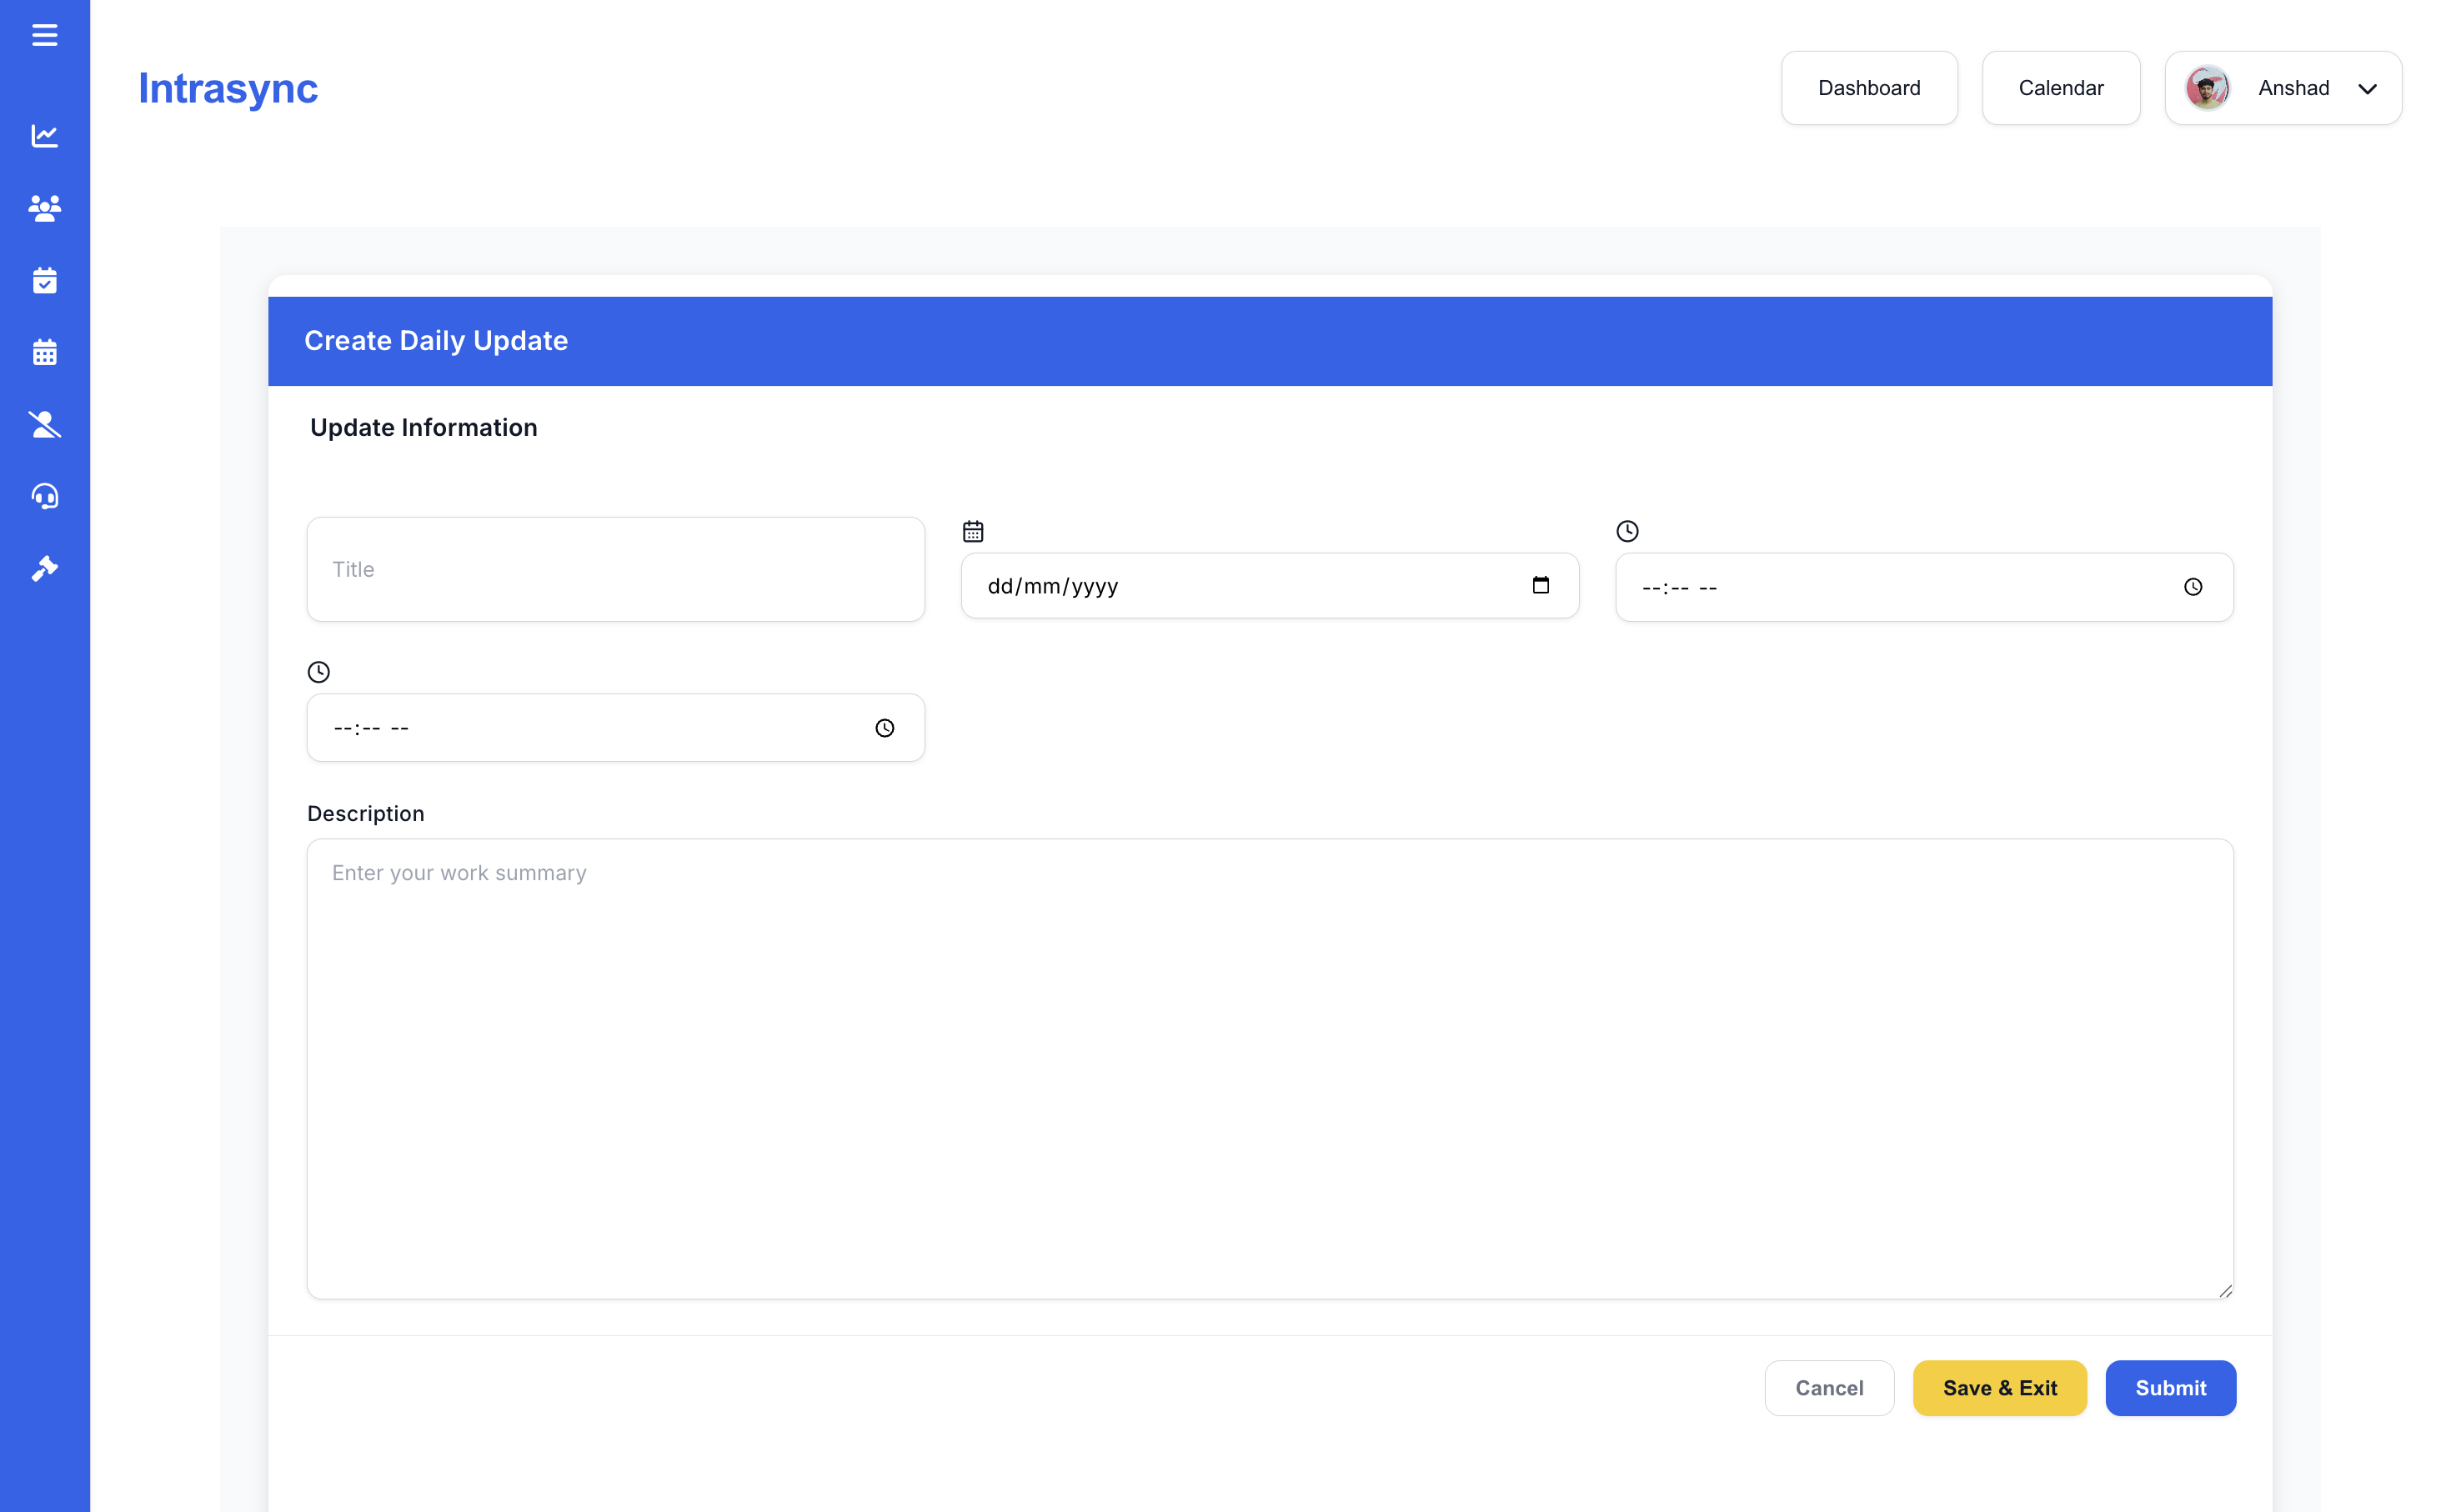 Intrasync
Dashboard
Calendar
Anshad
Create Daily Update
Update Information
Title
dd/mm/yyyy
--:-- --
--:-- --
Description
Enter your work summary
Cancel
Save & Exit
Submit